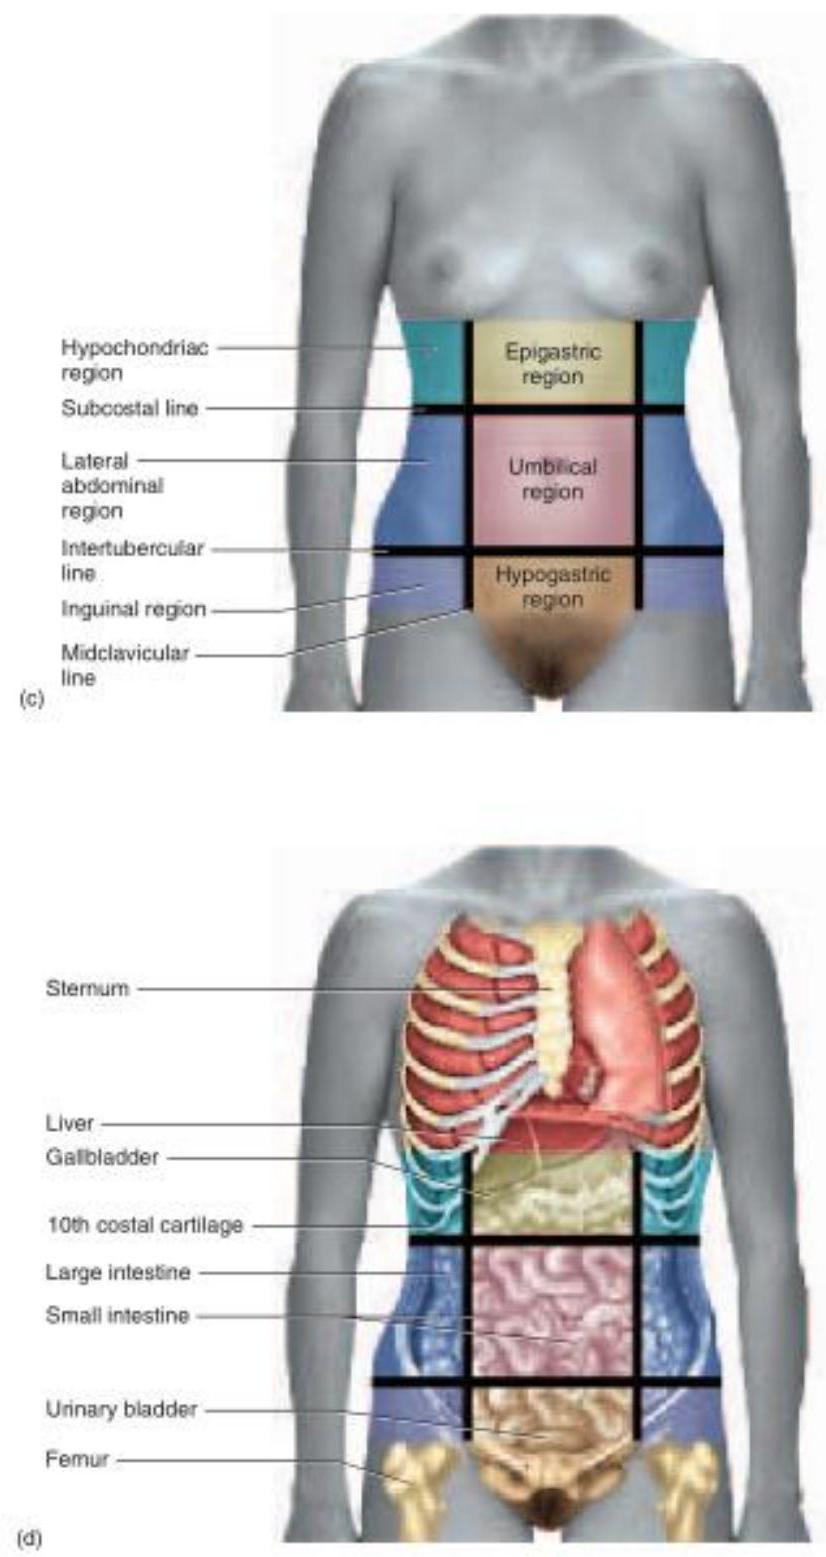 Hypochondriac
region
Epigastric
region
Subcostal line
Lateral
abdominal
region
Umbilical
region
Intertubercular
line
Hypogastric
region
Inguinal region
Midclavicular
line
(c)
Sternum
Liver
Gallbladder
10th costal cartilage
Large intestine
Small intestine
Urinary bladder
Femur
(d)